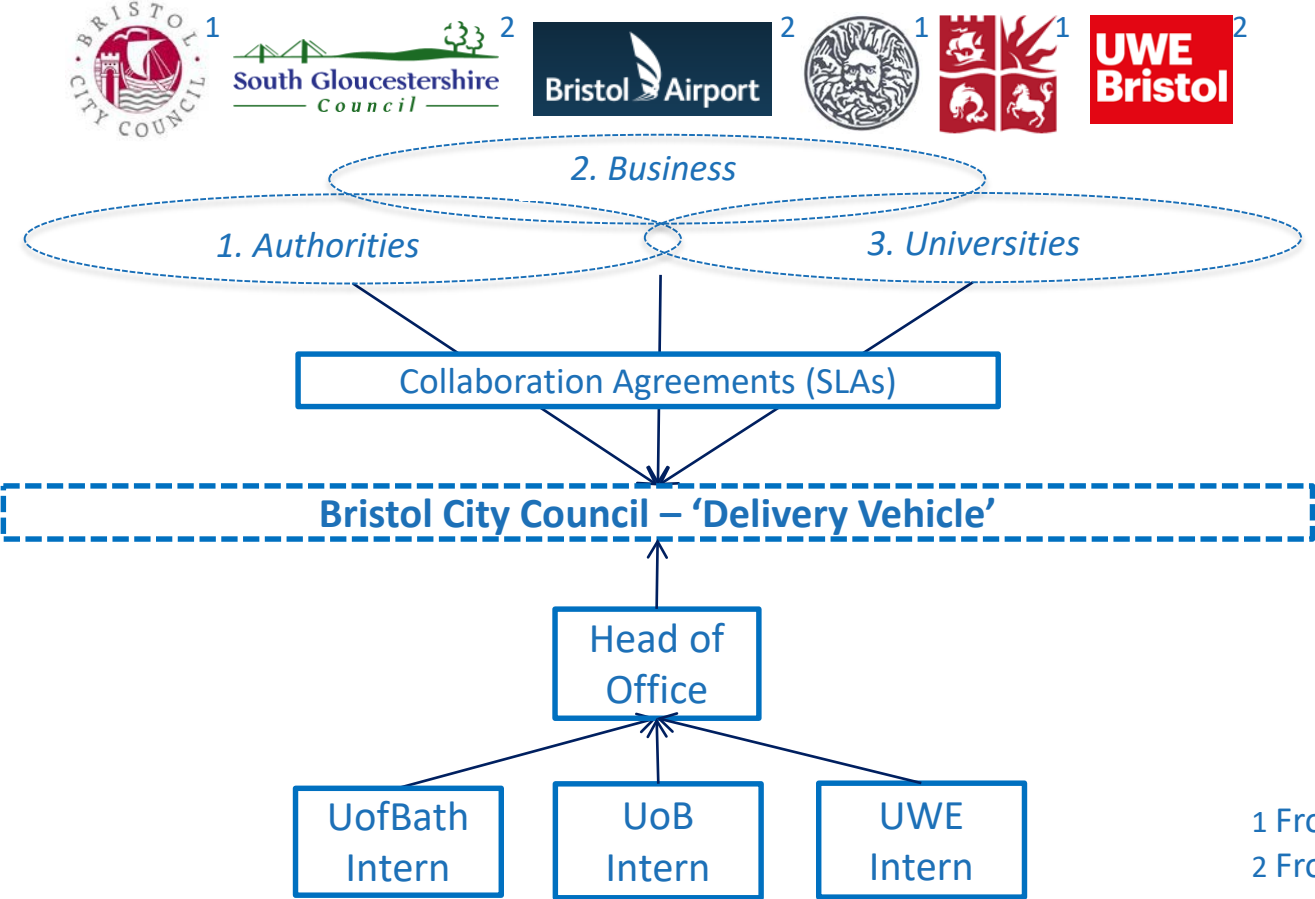 BRISTOL
CITY COUNCIL
1
South Gloucestershire
Council
2
Bristol Airport
2
1
1
UWE
Bristol
2
2. Business
1. Authorities
3. Universities
Collaboration Agreements (SLAs)
Bristol City Council – ‘Delivery Vehicle’
Head of
Office
UofBath
Intern
UoB
Intern
UWE
Intern
1 Fro
2 Fro